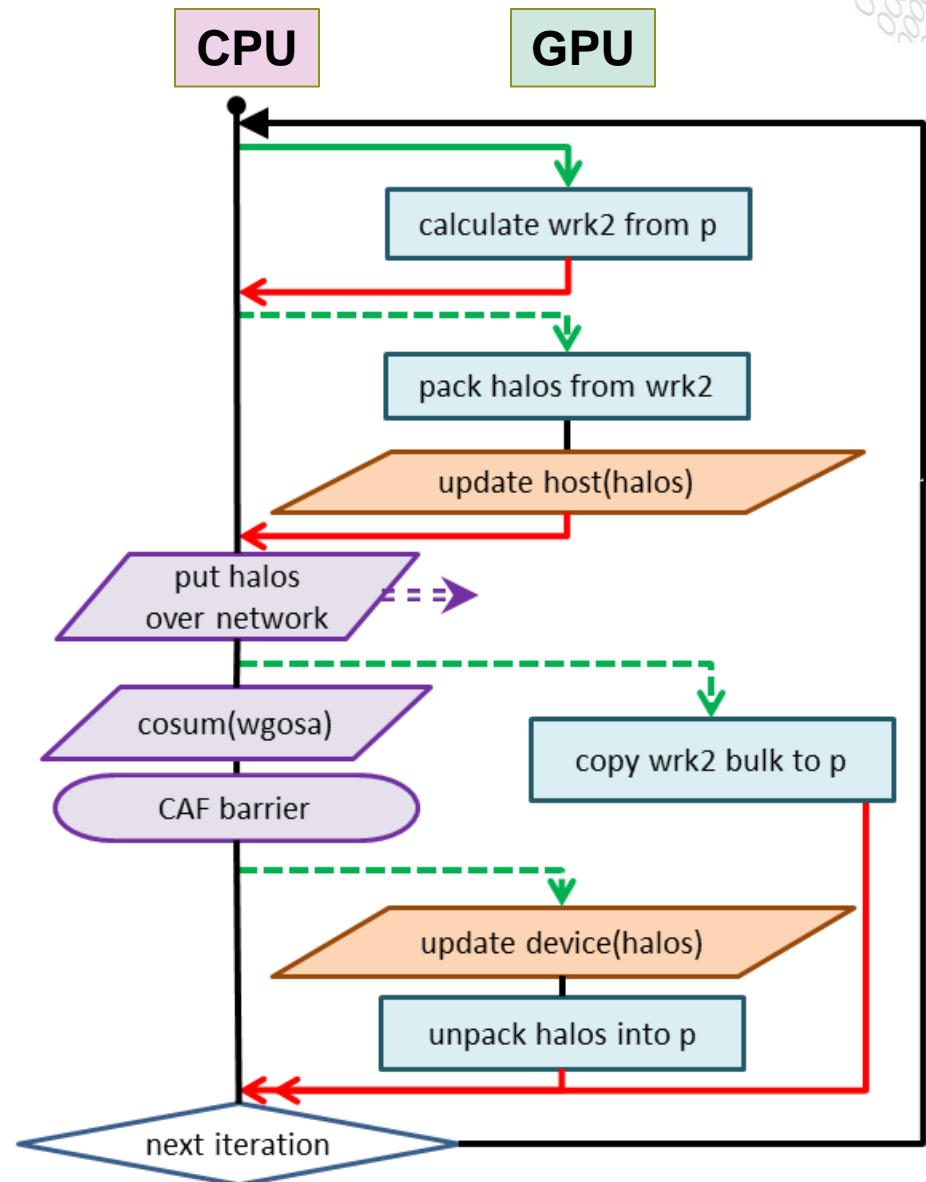 CPU
GPU
calculate wrk2 from p
pack halos from wrk2
update host(halos)
put halos
over network
cosum(wgosa)
copy wrk2 bulk to p
CAF barrier
update device(halos)
unpack halos into p
next iteration